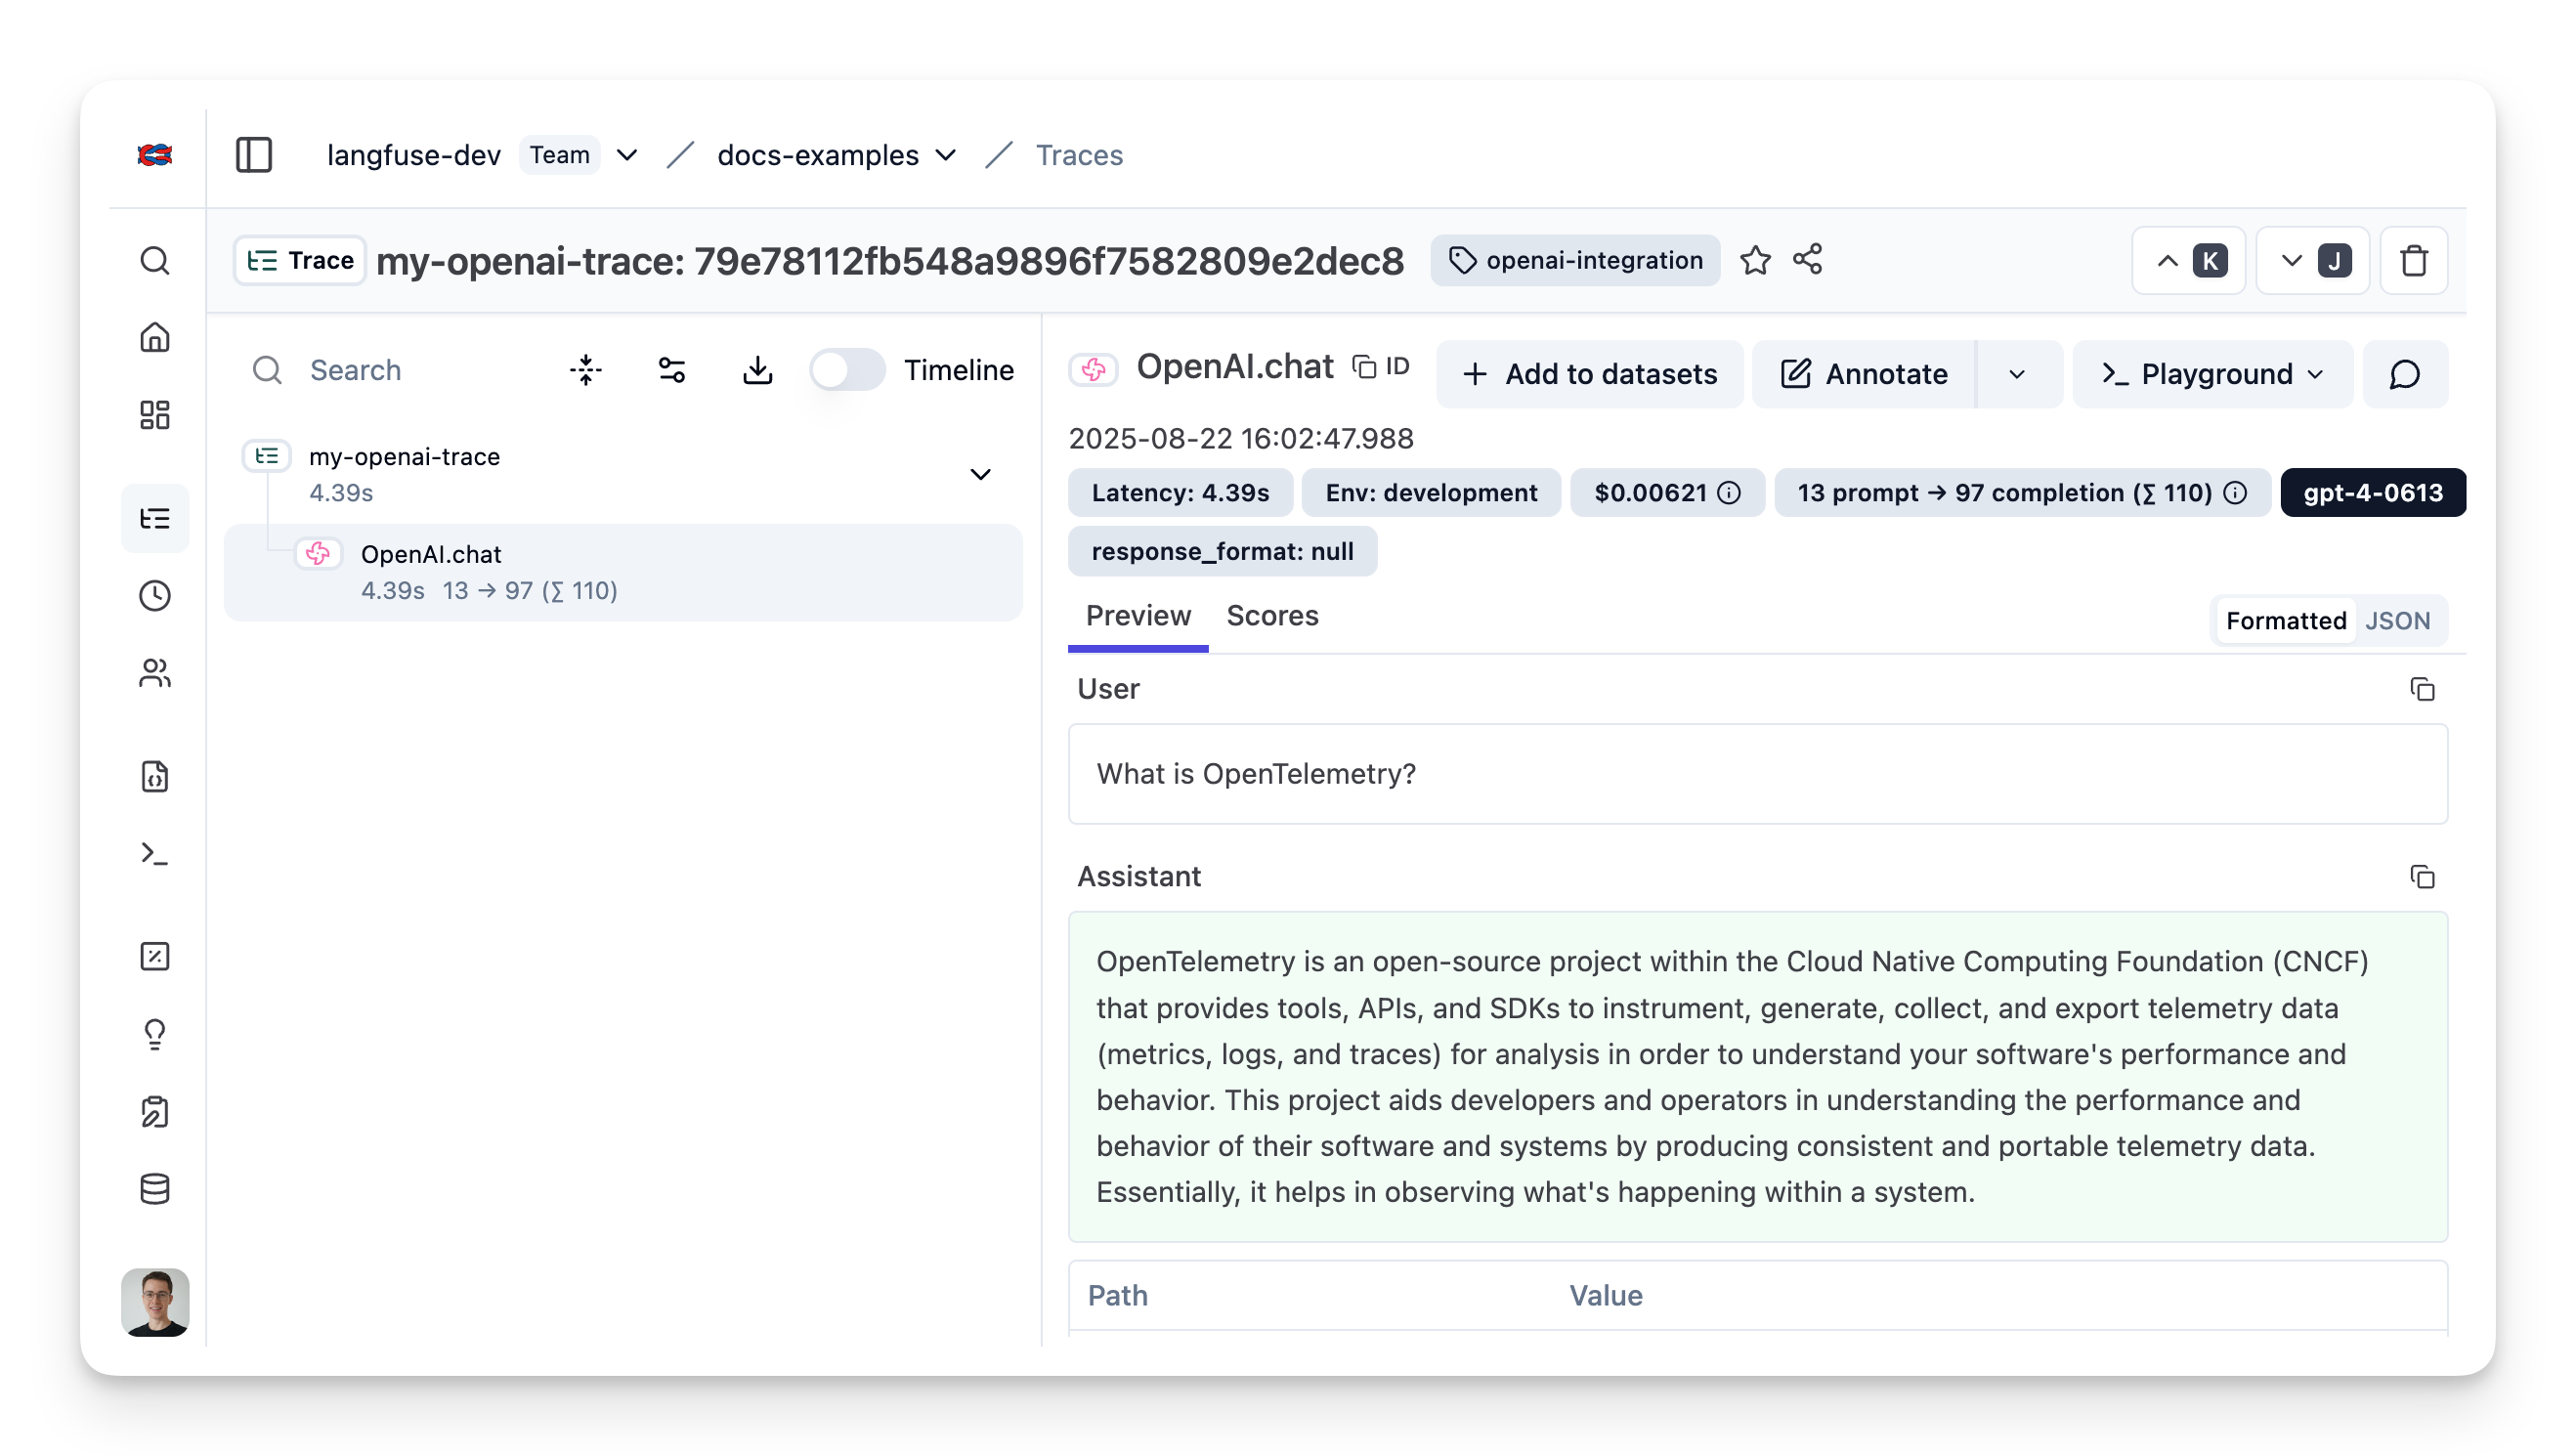 langfuse-dev Team docs-examples Traces
Trace my-openai-trace: 79e78112fb548a9896f7582809e2dec8 openai-integration K J
Search Timeline
my-openai-trace
4.39s
OpenAI.chat
4.39s 13 → 97 (∑ 110)
OpenAI.chat ID + Add to datasets Annotate Playground
2025-08-22 16:02:47.988
Latency: 4.39s Env: development $0.00621 13 prompt → 97 completion (∑ 110) gpt-4-0613
response_format: null
Preview Scores Formatted JSON
User
What is OpenTelemetry?
Assistant
OpenTelemetry is an open-source project within the Cloud Native Computing Foundation (CNCF)
that provides tools, APIs, and SDKs to instrument, generate, collect, and export telemetry data
(metrics, logs, and traces) for analysis in order to understand your software's performance and
behavior. This project aids developers and operators in understanding the performance and
behavior of their software and systems by producing consistent and portable telemetry data.
Essentially, it helps in observing what's happening within a system.
Path Value